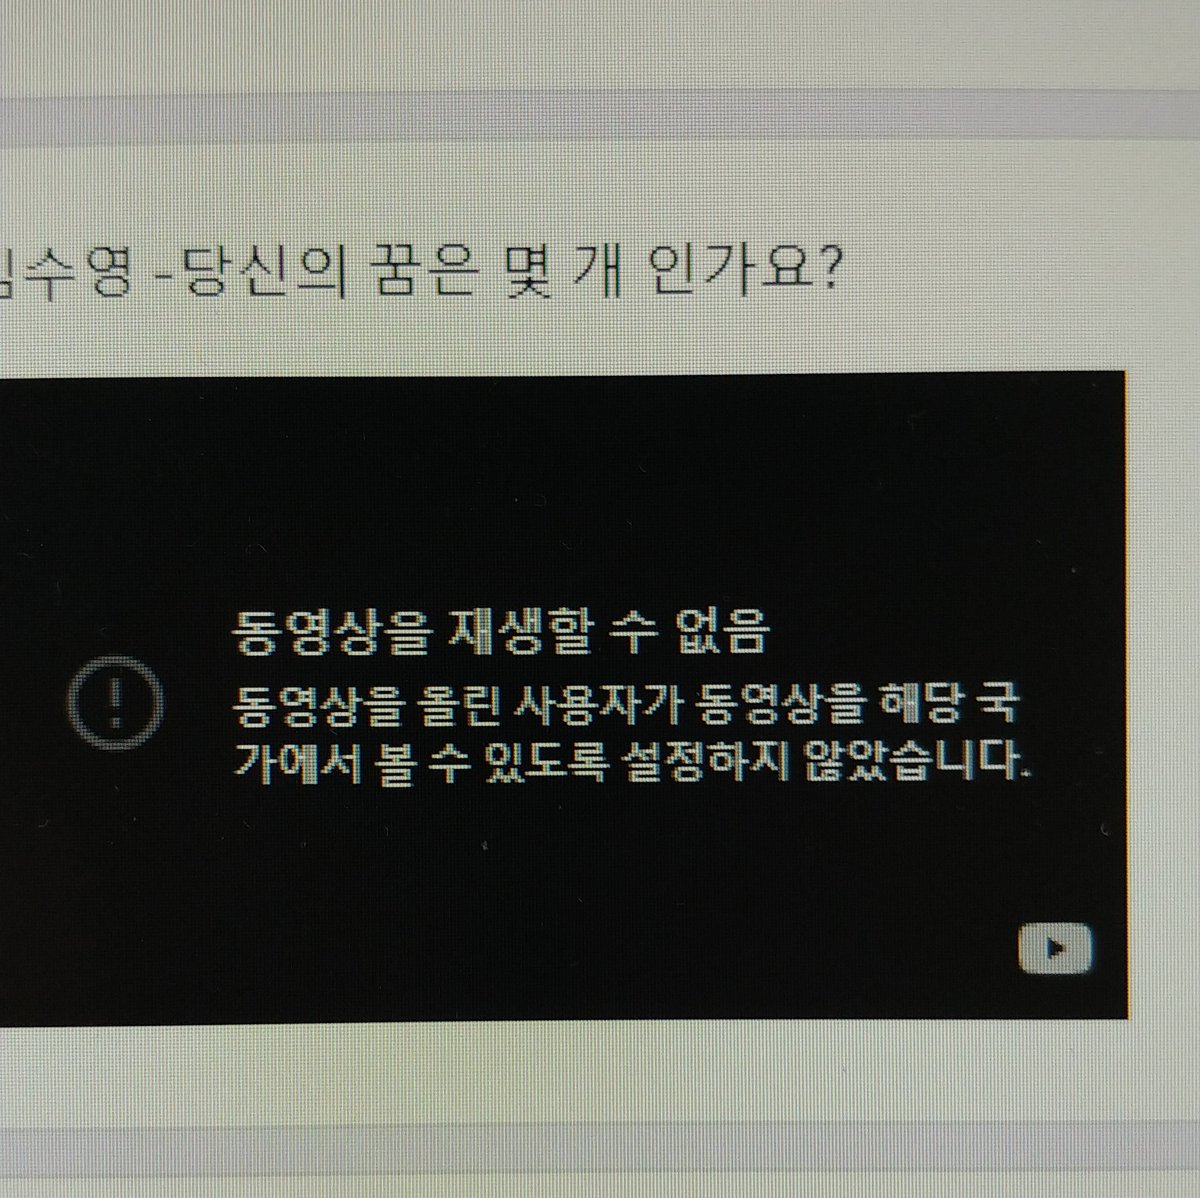 수영 -당신의 꿈은 몇 개 인가요?
동영상을 재생할 수 없음
동영상을 올린 사용자가 동영상을 해당 국
가에서 볼 수 있도록 설정하지 않았습니다.